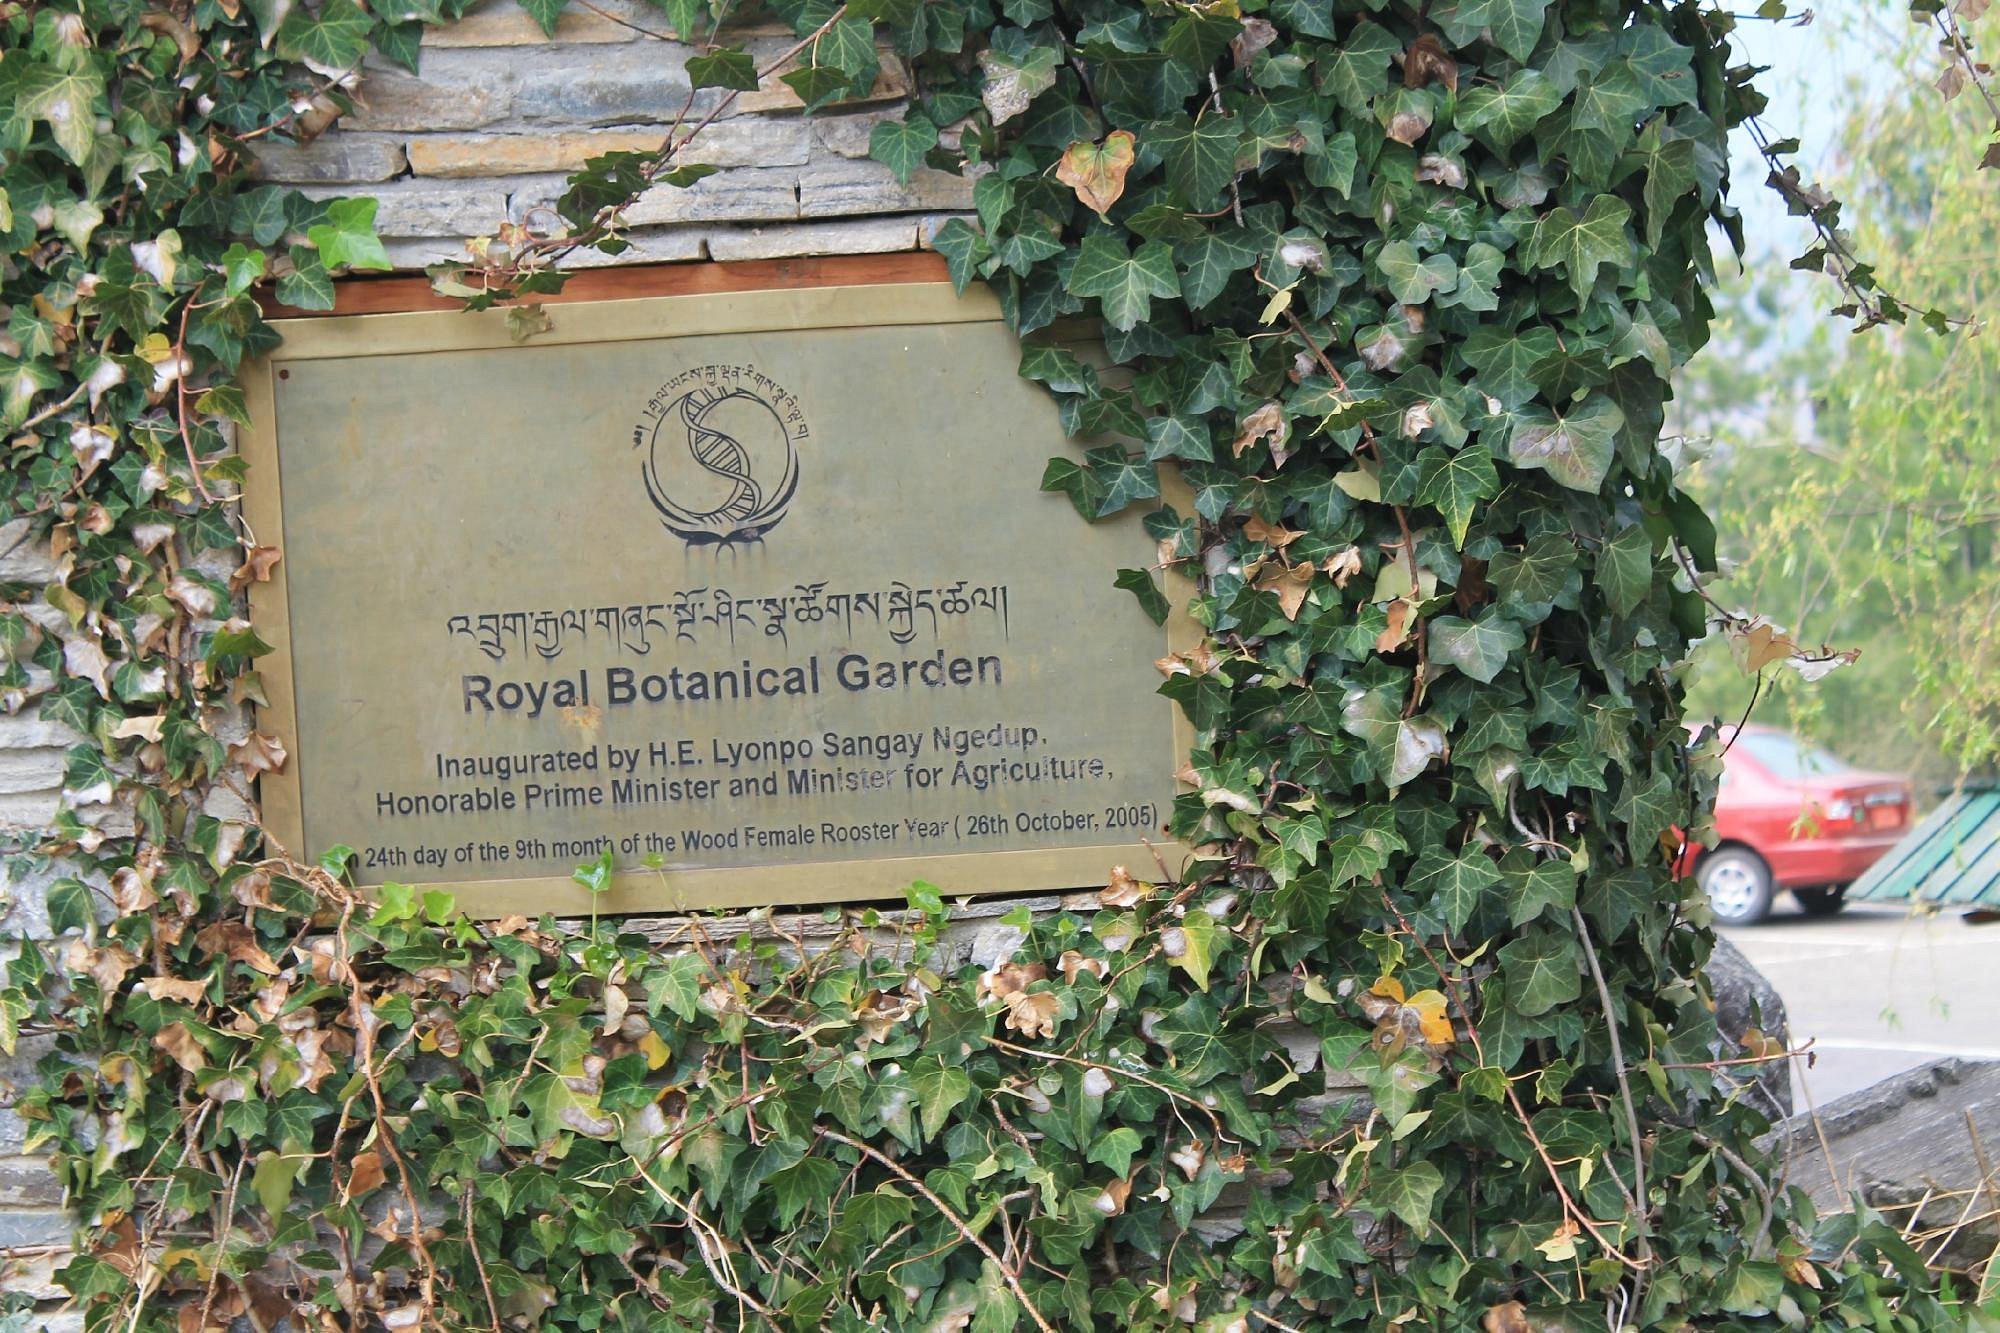 འབྲུག་རྒྱལ་གཞུང་སྔོ་ཤིང་སྣ་ཚོགས་སྐྱེད་ཚལ།
Royal Botanical Garden
Inaugurated by H.E. Lyonpo Sangay Ngedup,
Honorable Prime Minister and Minister for Agriculture,
24th day of the 9th month of the Wood Female Rooster Year ( 26th October, 2005)